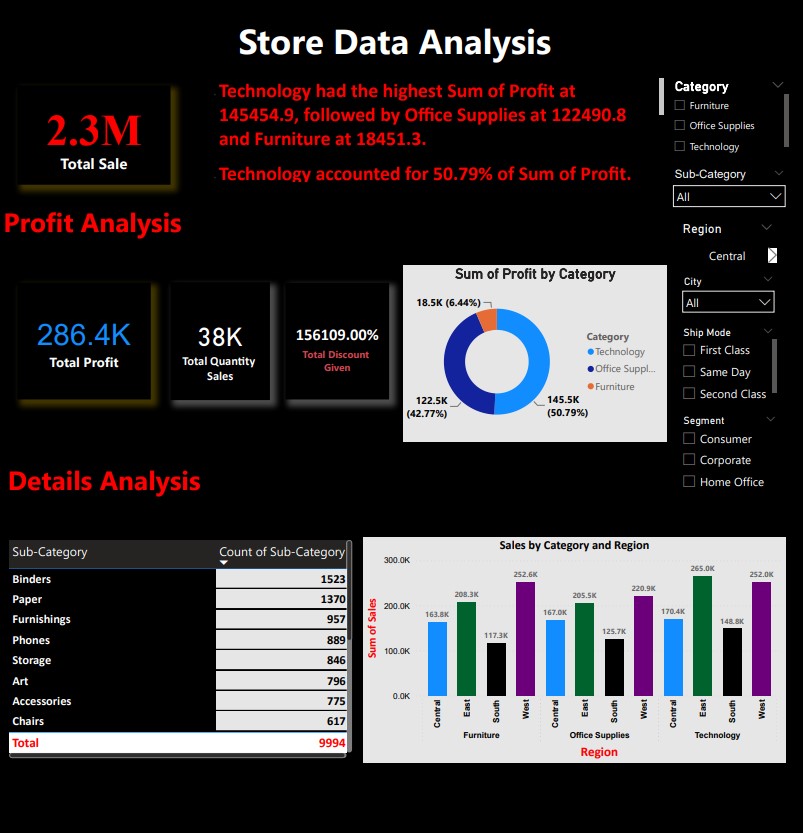 Store Data Analysis
2.3M
Total Sale
Technology had the highest Sum of Profit at
145454.9, followed by Office Supplies at 122490.8
and Furniture at 18451.3.
Technology accounted for 50.79% of Sum of Profit.
Category
Furniture
Office Supplies
Technology
Sub-Category
All
Region
Central
City
All
Ship Mode
First Class
Same Day
Second Class
Segment
Consumer
Corporate
Home Office
Profit Analysis
286.4K
Total Profit
38K
Total Quantity
Sales
156109.00%
Total Discount
Given
Sum of Profit by Category
18.5K (6.44%)
122.5K
(42.77%)
145.5K
(50.79%)
Category
Technology
Office Suppl...
Furniture
Details Analysis
Sub-Category Count of Sub-Category
Binders 1523
Paper 1370
Furnishings 957
Phones 889
Storage 846
Art 796
Accessories 775
Chairs 617
Total 9994
Sales by Category and Region
Sum of Sales
300.0K
200.0K
100.0K
0.0K
163.8K 208.3K 117.3K 252.6K 167.0K 205.5K 125.7K 220.9K 170.4K 265.0K 148.8K 252.0K
Central East South West Central East South West Central East South West
Furniture Office Supplies Technology
Region